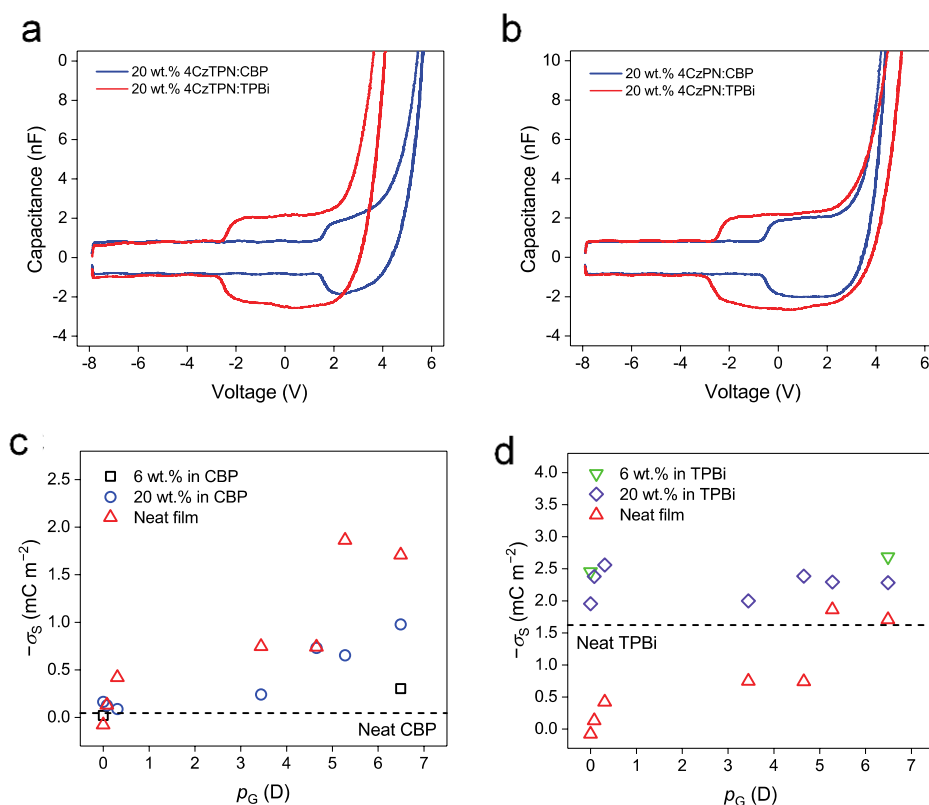 a
20 wt.% 4CzTPN:CBP
20 wt.% 4CzTPN:TPBi
0
8
6
4
2
0
-2
-4
Capacitance (nF)
-8 -6 -4 -2 0 2 4 6
Voltage (V)
b
20 wt.% 4CzPN:CBP
20 wt.% 4CzPN:TPBi
10
8
6
4
2
0
-2
-4
Capacitance (nF)
-8 -6 -4 -2 0 2 4 6
Voltage (V)
c
6 wt.% in CBP
20 wt.% in CBP
Neat film
2.5
2.0
1.5
1.0
0.5
0.0
−σS (mC m−2)
Neat CBP
0 1 2 3 4 5 6 7
pG (D)
d
6 wt.% in TPBi
20 wt.% in TPBi
Neat film
4.0
3.5
3.0
2.5
2.0
1.5
1.0
0.5
0.0
−σS (mC m−2)
Neat TPBi
0 1 2 3 4 5 6 7
pG (D)